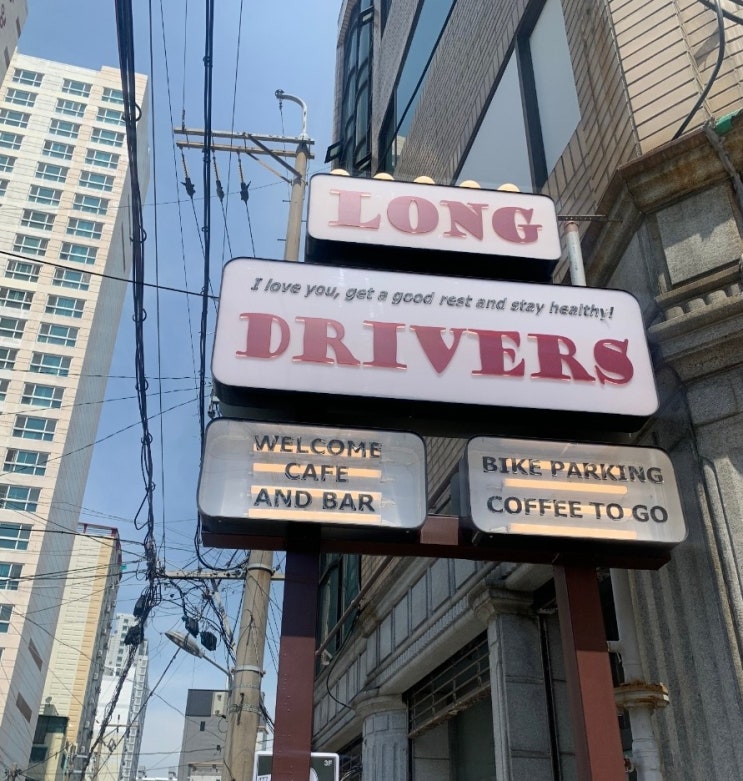 LONG
I love you, get a good rest and stay healthy!
DRIVERS
WELCOME
CAFE
AND BAR
BIKE PARKING
COFFEE TO GO
3F